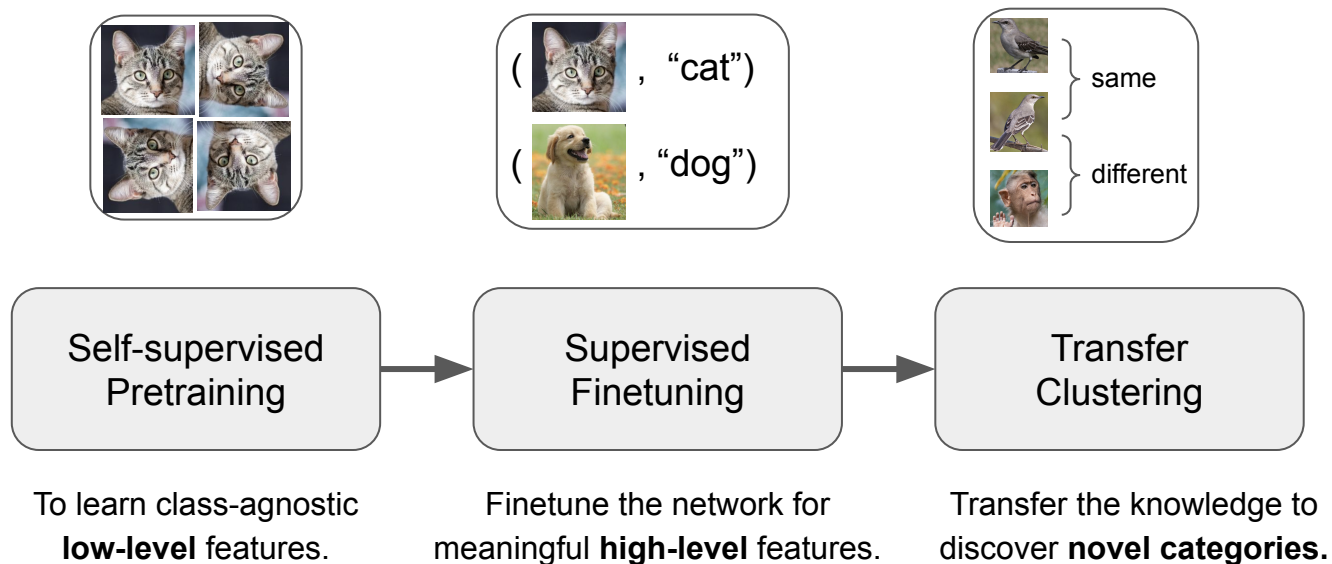 ( , “cat”)
( , “dog”)
same
different
Self-supervised
Pretraining
Supervised
Finetuning
Transfer
Clustering
To learn class-agnostic
low-level features.
Finetune the network for
meaningful high-level features.
Transfer the knowledge to
discover novel categories.